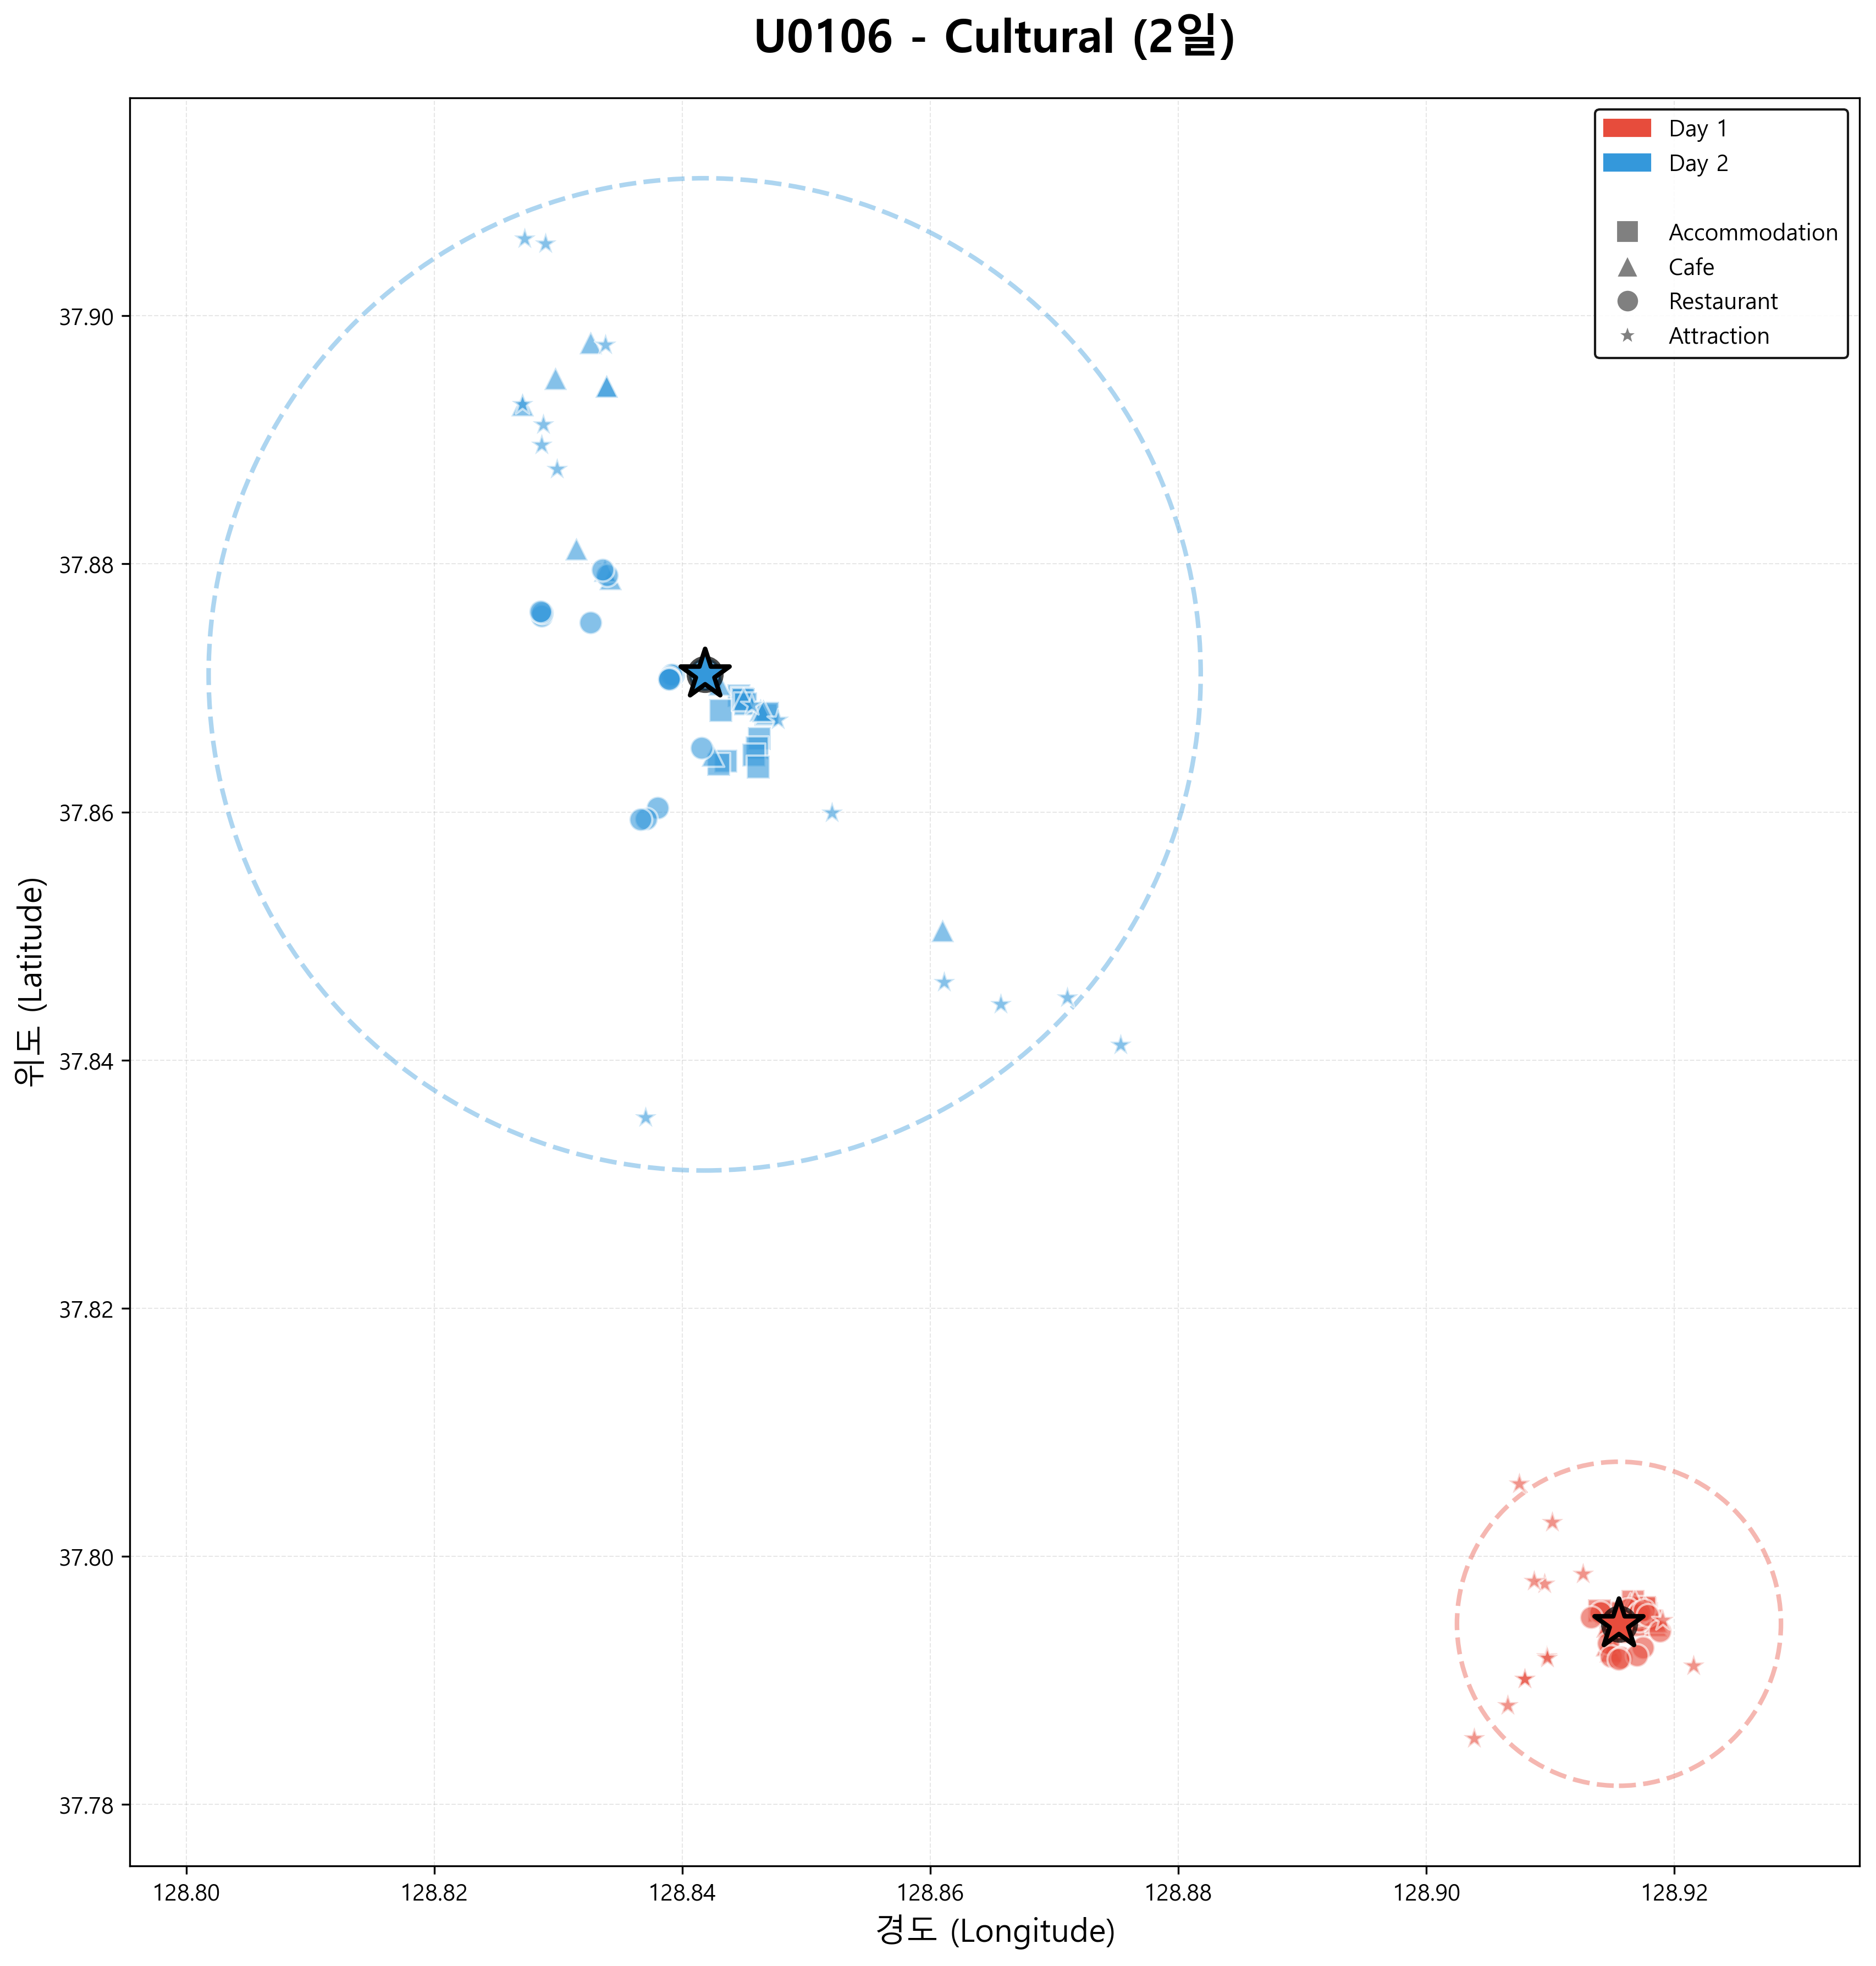 U0106 - Cultural (2일)
Day 1
Day 2
Accommodation
Cafe
Restaurant
Attraction
37.90
37.88
37.86
37.84
37.82
37.80
37.78
위도 (Latitude)
128.80 128.82 128.84 128.86 128.88 128.90 128.92
경도 (Longitude)